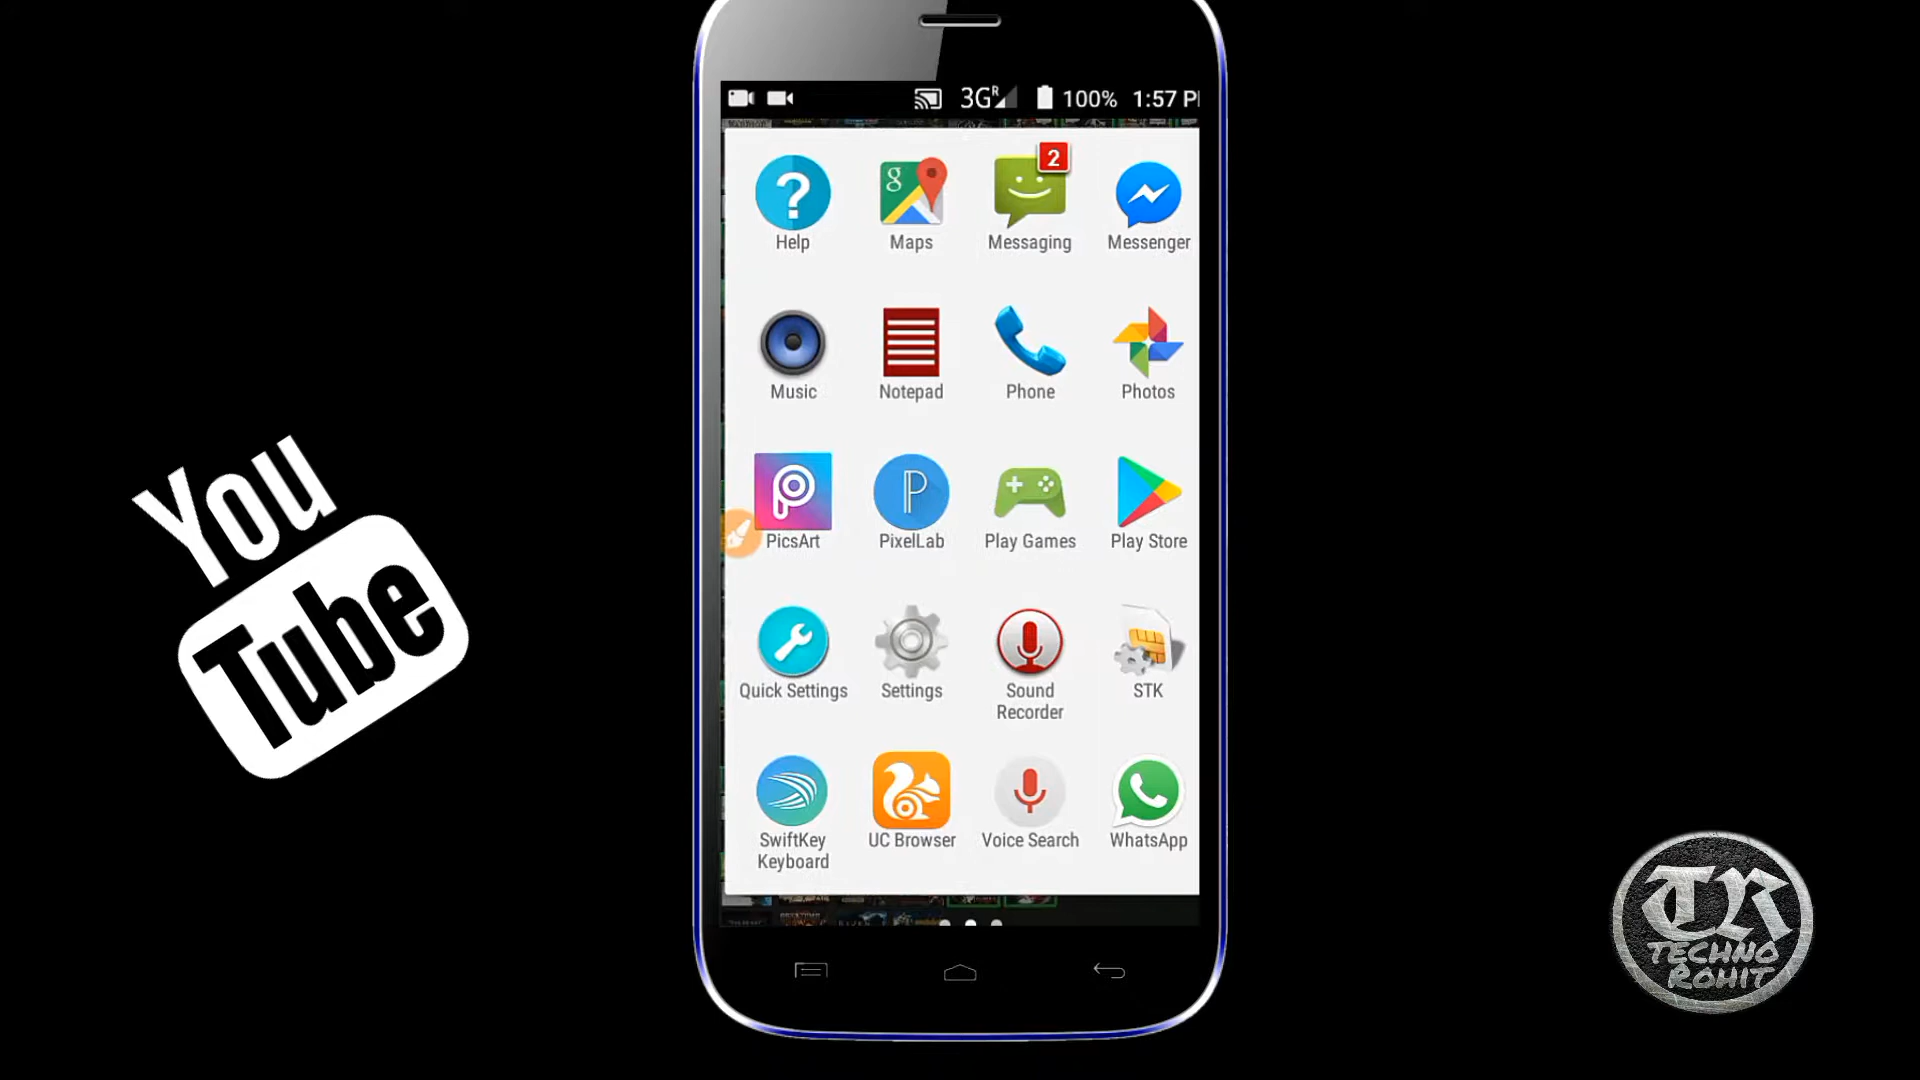 3G R 100% 1:57 P
2
Help Maps Messaging Messenger
Music Notepad Phone Photos
PicsArt PixelLab Play Games Play Store
Quick Settings Settings Sound Recorder STK
SwiftKey Keyboard UC Browser Voice Search WhatsApp
You
Tube
TR
TECHNO
ROHIT